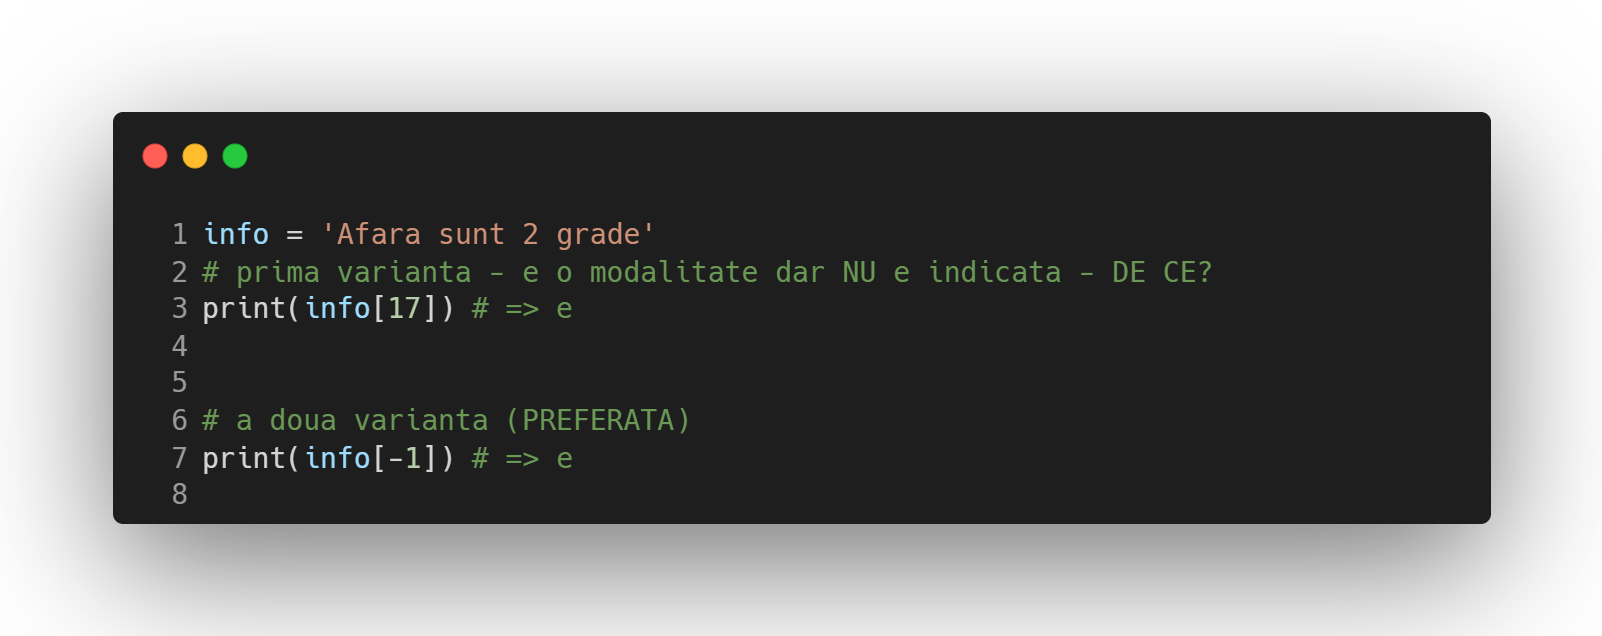 1 info = 'Afara sunt 2 grade'
2 # prima varianta - e o modalitate dar NU e indicata - DE CE?
3 print(info[17]) # => e
4
5
6 # a doua varianta (PREFERATA)
7 print(info[-1]) # => e
8